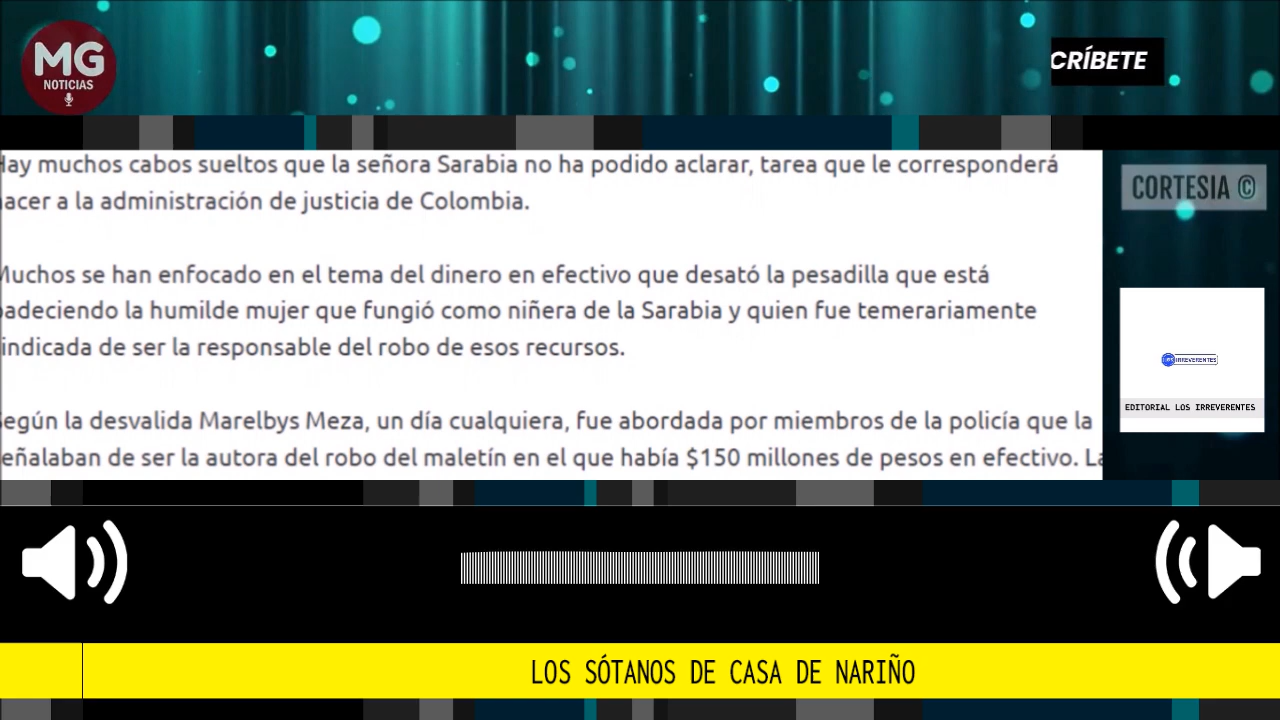 MG
NOTICIAS
CRÍBETE
Hay muchos cabos sueltos que la señora Sarabia no ha podido aclarar, tarea que le corresponderá
hacer a la administración de justicia de Colombia.
Muchos se han enfocado en el tema del dinero en efectivo que desató la pesadilla que está
padeciendo la humilde mujer que fungió como niñera de la Sarabia y quien fue temerariamente
indicada de ser la responsable del robo de esos recursos.
Según la desvalida Marelbys Meza, un día cualquiera, fue abordada por miembros de la policía que la
eñalaban de ser la autora del robo del maletín en el que había $150 millones de pesos en efectivo. La
CORTESIA ©
LOS IRREVERENTES
EDITORIAL LOS IRREVERENTES
LOS SÓTANOS DE CASA DE NARIÑO